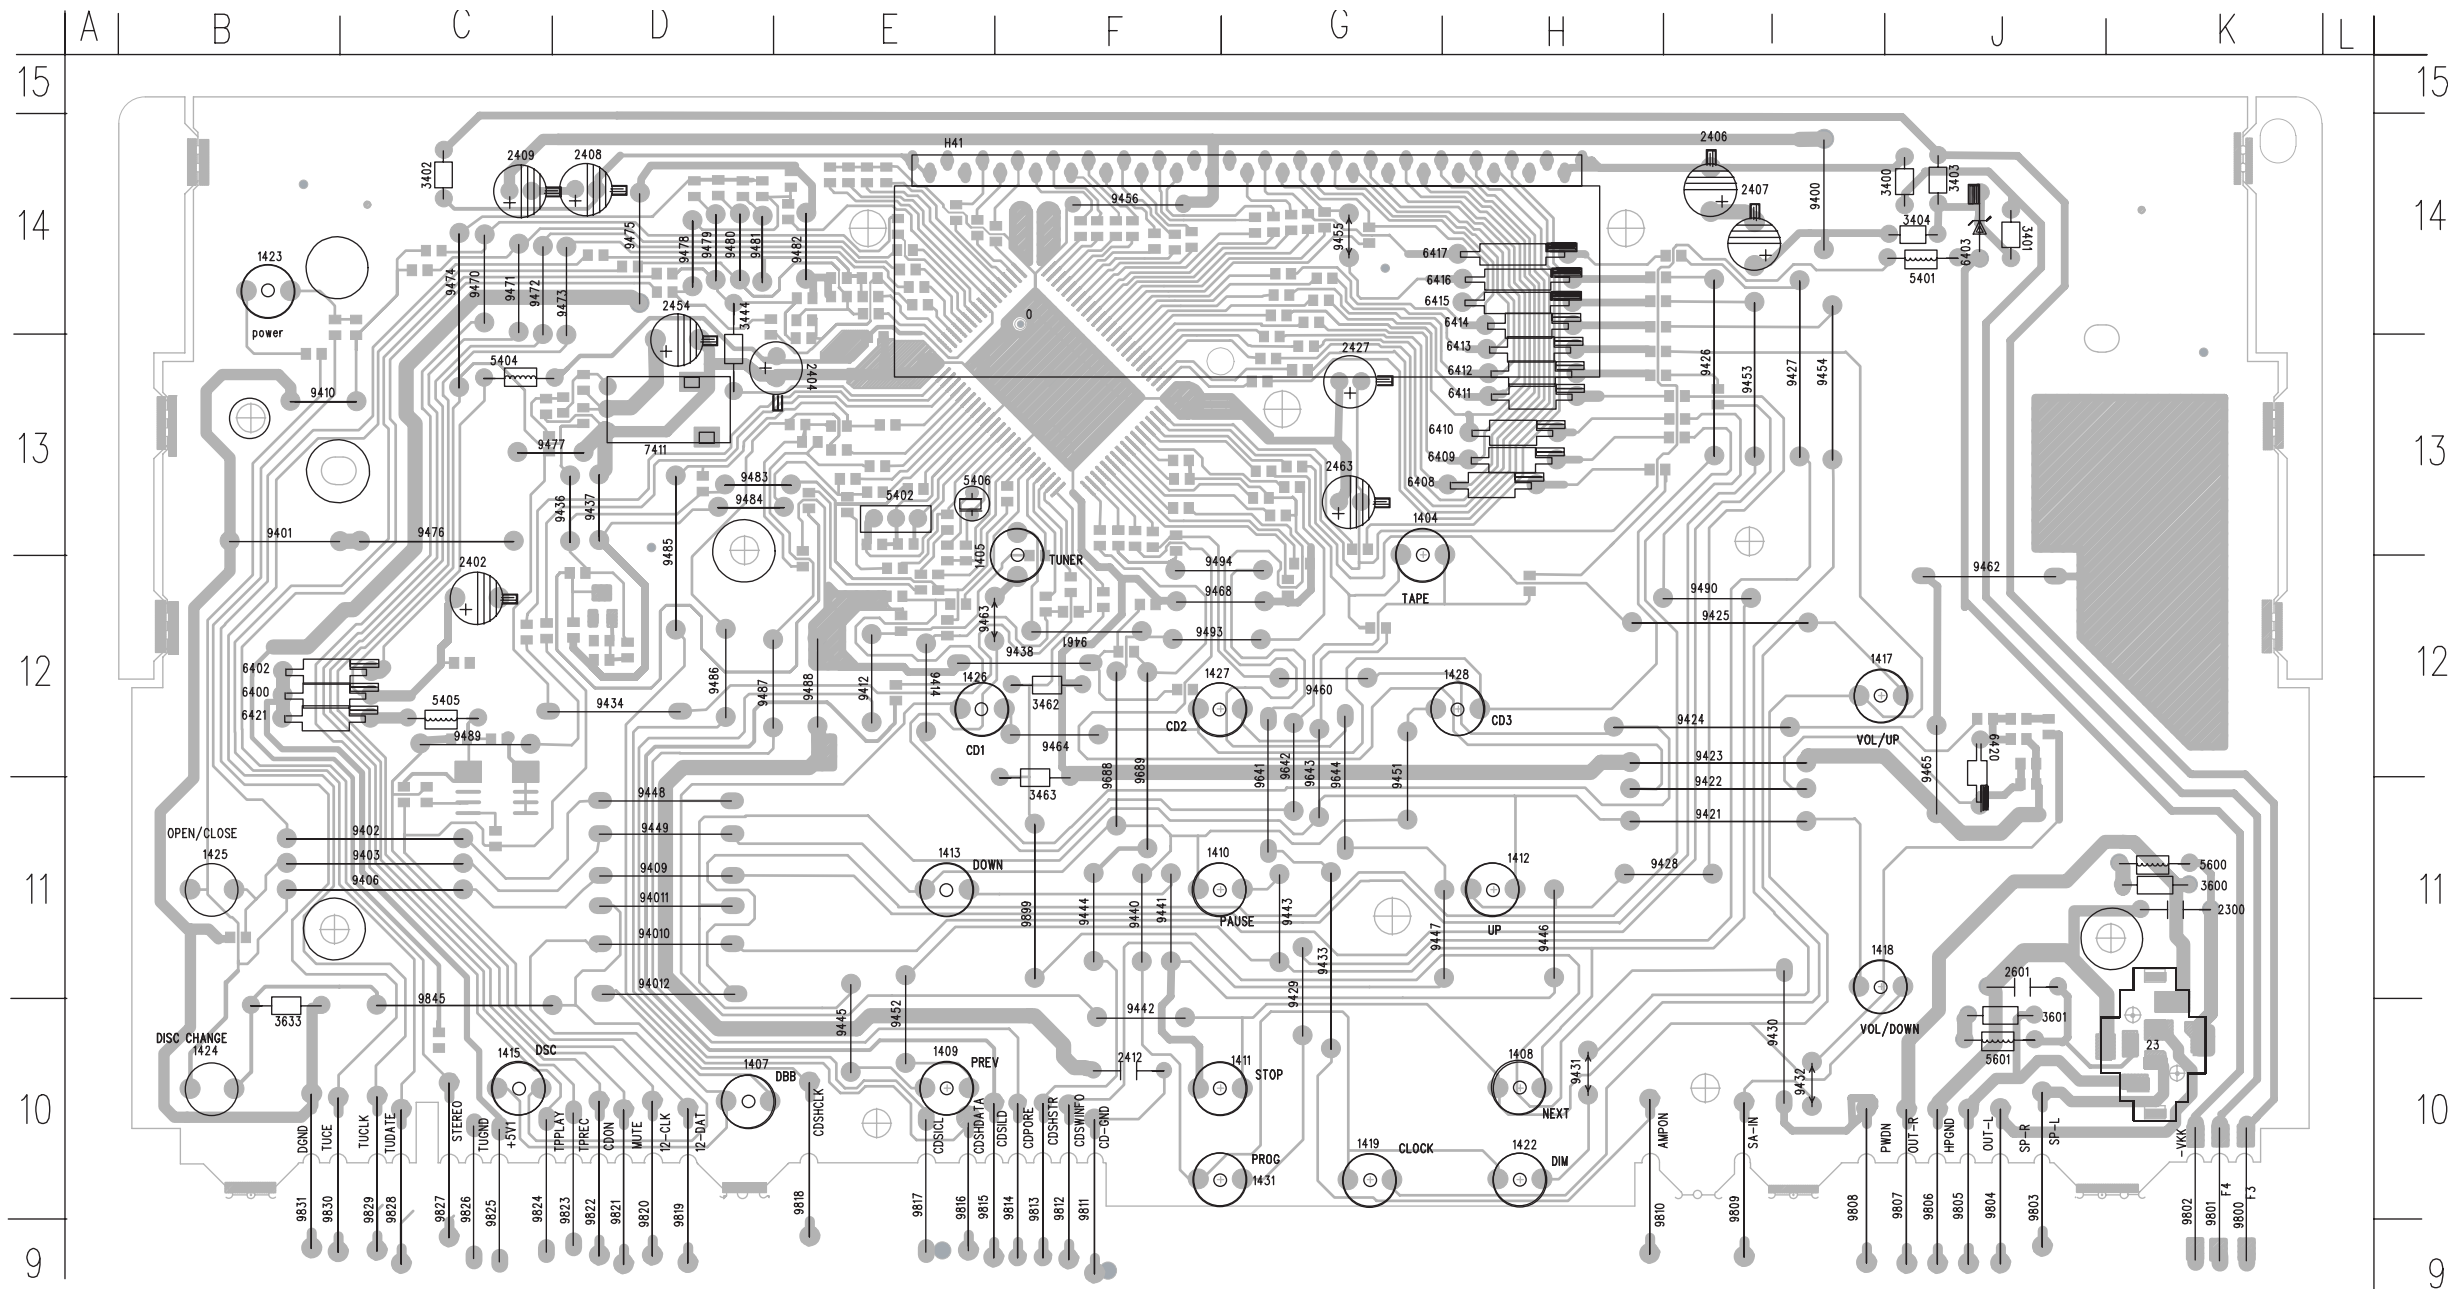 A B C D E F G H I J K L
15 15
H41 2406
2409 2408
3402 3400 3403
2407 9400
9456
14 14
9475 9478 9479 9480 9481 9482 9455 3404 6403 3401
1423 6417
9474 9470 9471 9472 9473 6416 5401
2454 3444 6415
power 0 6414
5404 2404 2427 6413 9426 9453 9427 9454
6412
9410 6411
6410
13 13
9477 7411 6409
9483 5406 2463 6408
9436 9437 9484 5402
9401 9476 9485 1405 1404
2402 TUNER 9494 9462
9468 TAPE 9490
9463 9461 9493 9425
6402 9438
12 12
6400 9486 9487 9488 9412 9414 1426 1427 1428 1417
6421 5405 9434 3462 9460
CD1 CD2 CD3 9424
9489 9464 VOL/UP
9688 9689 9641 9642 9643 9644 9451 9423 9465 6420
3463 9422
9448
OPEN/CLOSE 9402 9449 9421
1425 9403 1413 DOWN 1410 1412 9428 5600
9406 9409 3600
11 11
94011 9899 9444 9440 9441 9443 2300
PAUSE UP
94010 9433 9447 9446 1418
94012 2601
9845 9429
3633 9445 9452 9442 9430 VOL/DOWN 3601
DISC CHANGE 23
1424 1415 DSC 1407 1409 PREV 2412 1411 1408 9431 9432 5601
DBB STOP
10 10
NEXT
DGND TUCE TUCLK TUDATE STEREO TUGND +5V1 TPPLAY TPREC CDON MUTE 12-CLK 12-DAT CDSHCLK CDSICL CDSHDATA CDSILD CDPORE CDSHSTR CDSWINFO CD-GND AMPON SA-IN PWDN OUT-R HPGND OUT-L SP-R SP-L -VKK
1419 CLOCK 1422
PROG DIM
1431
F4 F3
9831 9830 9829 9828 9827 9826 9825 9824 9823 9822 9821 9820 9819 9818 9817 9816 9815 9814 9813 9812 9811 9810 9809 9808 9807 9806 9805 9804 9803 9802 9801 9800
9 9